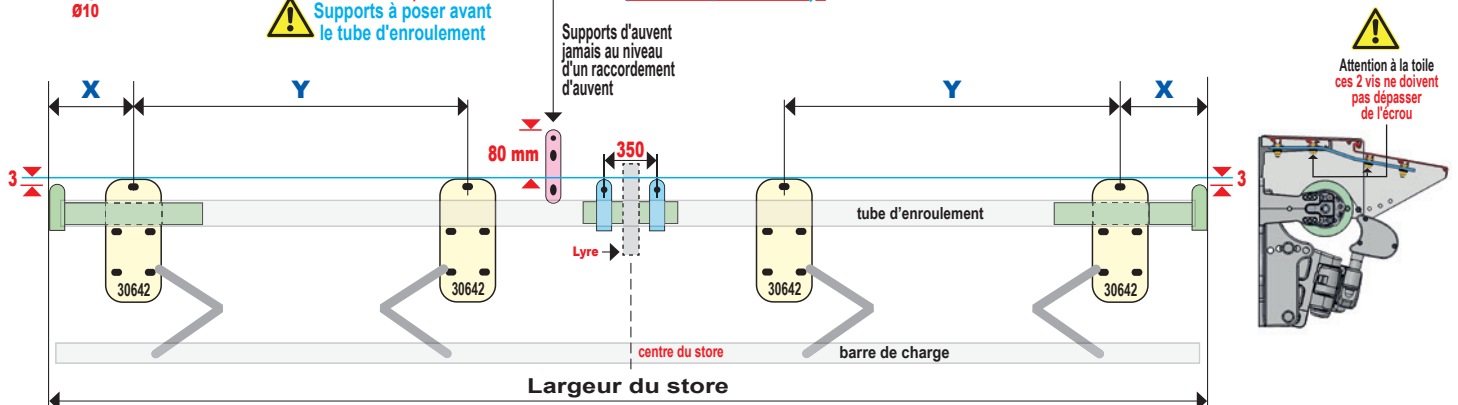 Ø10
Supports à poser avant
le tube d'enroulement
Supports d'auvent
jamais au niveau
d'un raccordement
d'auvent
Attention à la toile
ces 2 vis ne doivent
pas dépasser
de l'écrou
X
Y
Y
X
80 mm
350
3
3
tube d'enroulement
Lyre
30642
30642
30642
30642
centre du store
barre de charge
Largeur du store